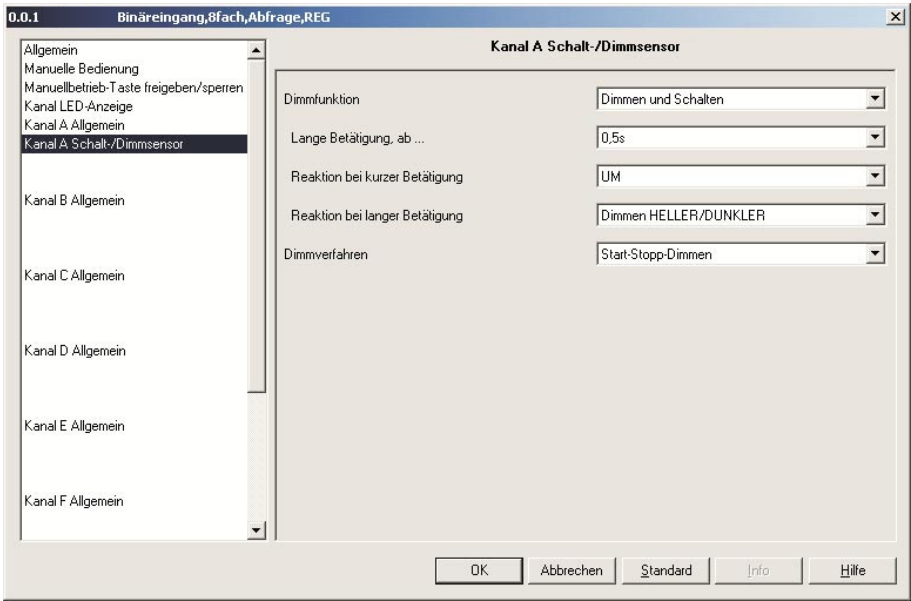 0.0.1 Binäreingang,8fach,Abfrage,REG
Allgemein
Manuelle Bedienung
Manuellbetrieb-Taste freigeben/sperren
Kanal LED-Anzeige
Kanal A Allgemein
Kanal A Schalt-/Dimmsensor
Kanal B Allgemein
Kanal C Allgemein
Kanal D Allgemein
Kanal E Allgemein
Kanal F Allgemein
Kanal A Schalt-/Dimmsensor
Dimmfunktion Dimmen und Schalten
Lange Betätigung, ab ... 0,5s
Reaktion bei kurzer Betätigung UM
Reaktion bei langer Betätigung Dimmen HELLER/DUNKLER
Dimmverfahren Start-Stopp-Dimmen
OK Abbrechen Standard Info Hilfe